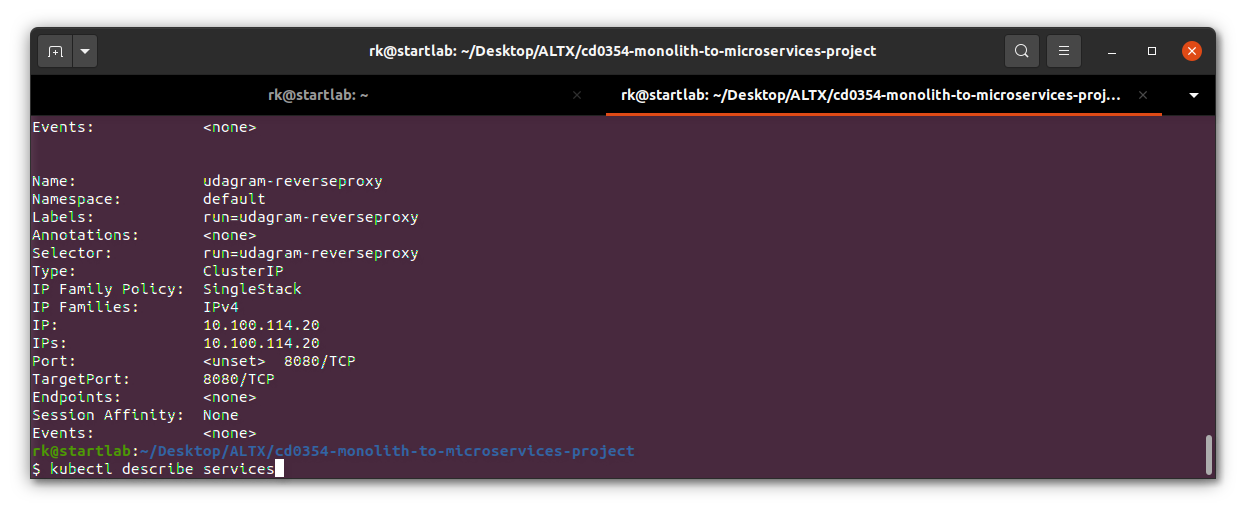 rk@startlab: ~/Desktop/ALTX/cd0354-monolith-to-microservices-project
rk@startlab: ~
rk@startlab: ~/Desktop/ALTX/cd0354-monolith-to-microservices-proj...
Events: <none>
Name: udagram-reverseproxy
Namespace: default
Labels: run=udagram-reverseproxy
Annotations: <none>
Selector: run=udagram-reverseproxy
Type: ClusterIP
IP Family Policy: SingleStack
IP Families: IPv4
IP: 10.100.114.20
IPs: 10.100.114.20
Port: <unset> 8080/TCP
TargetPort: 8080/TCP
Endpoints: <none>
Session Affinity: None
Events: <none>
rk@startlab:~/Desktop/ALTX/cd0354-monolith-to-microservices-project
$ kubectl describe services